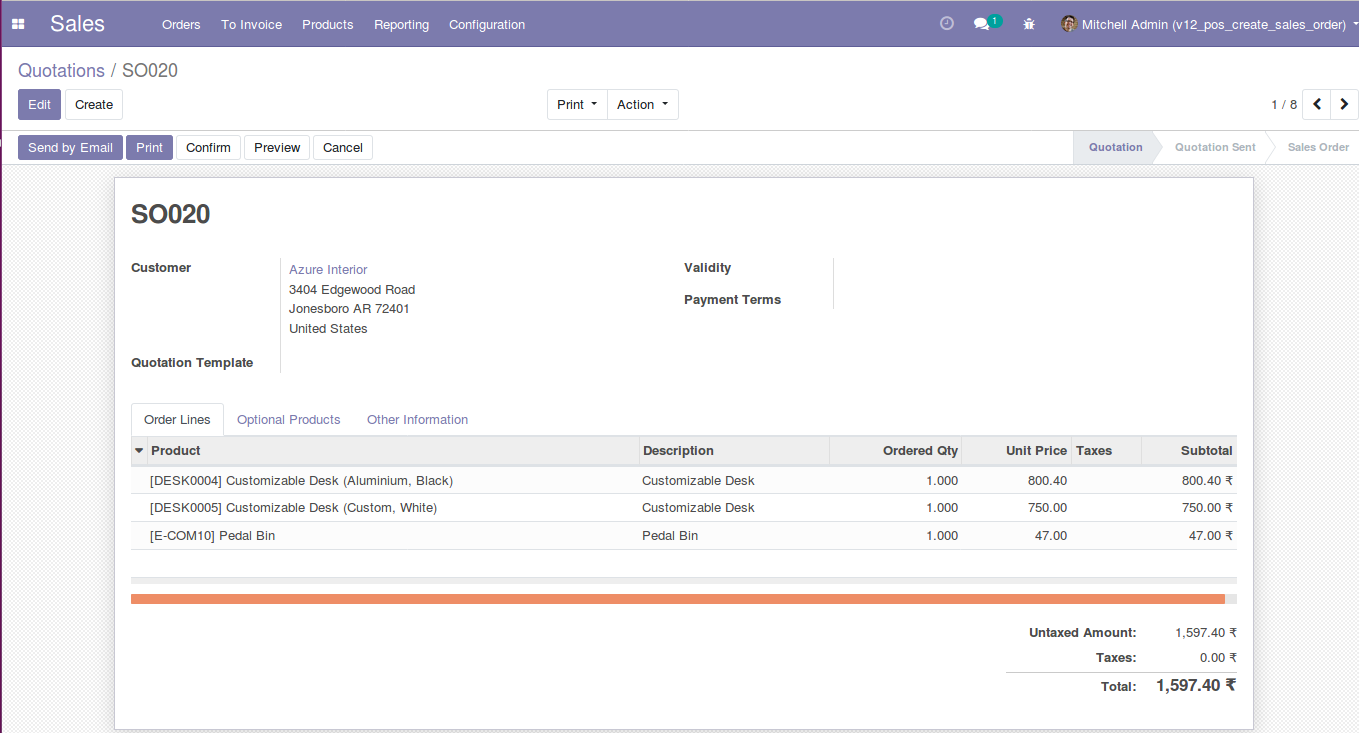 Sales Orders To Invoice Products Reporting Configuration 1 Mitchell Admin (v12_pos_create_sales_order)
Quotations / SO020
Edit Create Print Action 1 / 8
Send by Email Print Confirm Preview Cancel Quotation Quotation Sent Sales Order
SO020
Customer Azure Interior Validity
3404 Edgewood Road
Payment Terms
Jonesboro AR 72401
United States
Quotation Template
Order Lines Optional Products Other Information
Product Description Ordered Qty Unit Price Taxes Subtotal
[DESK0004] Customizable Desk (Aluminium, Black) Customizable Desk 1.000 800.40 800.40 ₹
[DESK0005] Customizable Desk (Custom, White) Customizable Desk 1.000 750.00 750.00 ₹
[E-COM10] Pedal Bin Pedal Bin 1.000 47.00 47.00 ₹
Untaxed Amount: 1,597.40 ₹
Taxes: 0.00 ₹
Total: 1,597.40 ₹